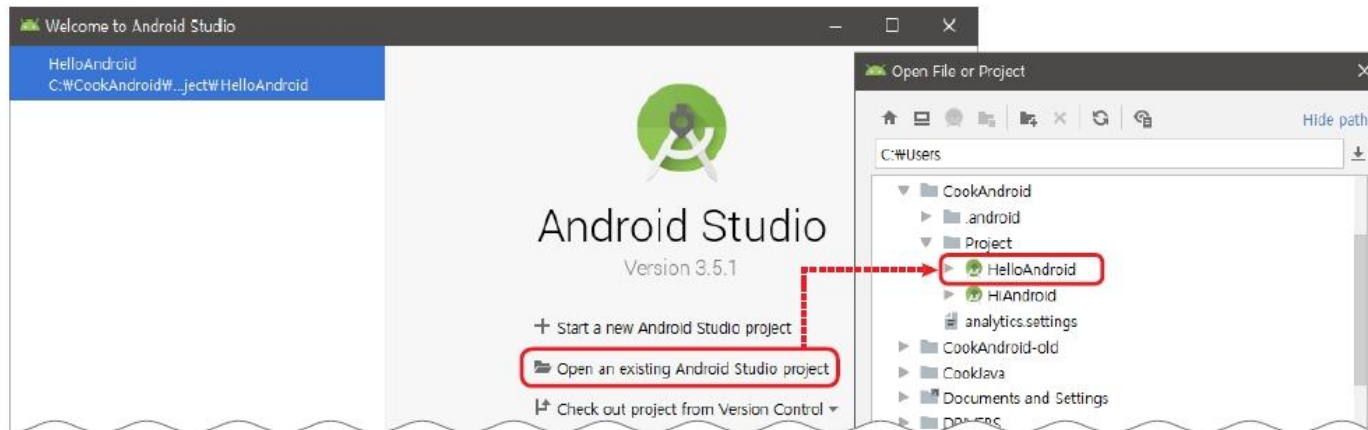 Welcome to Android Studio
HelloAndroid
C:₩CookAndroid₩...ject₩HelloAndroid
Android Studio
Version 3.5.1
Start a new Android Studio project
Open an existing Android Studio project
Check out project from Version Control
Open File or Project
Hide path
C:₩Users
CookAndroid
.android
Project
HelloAndroid
HiAndroid
analytics.settings
CookAndroid-old
CookJava
Documents and Settings